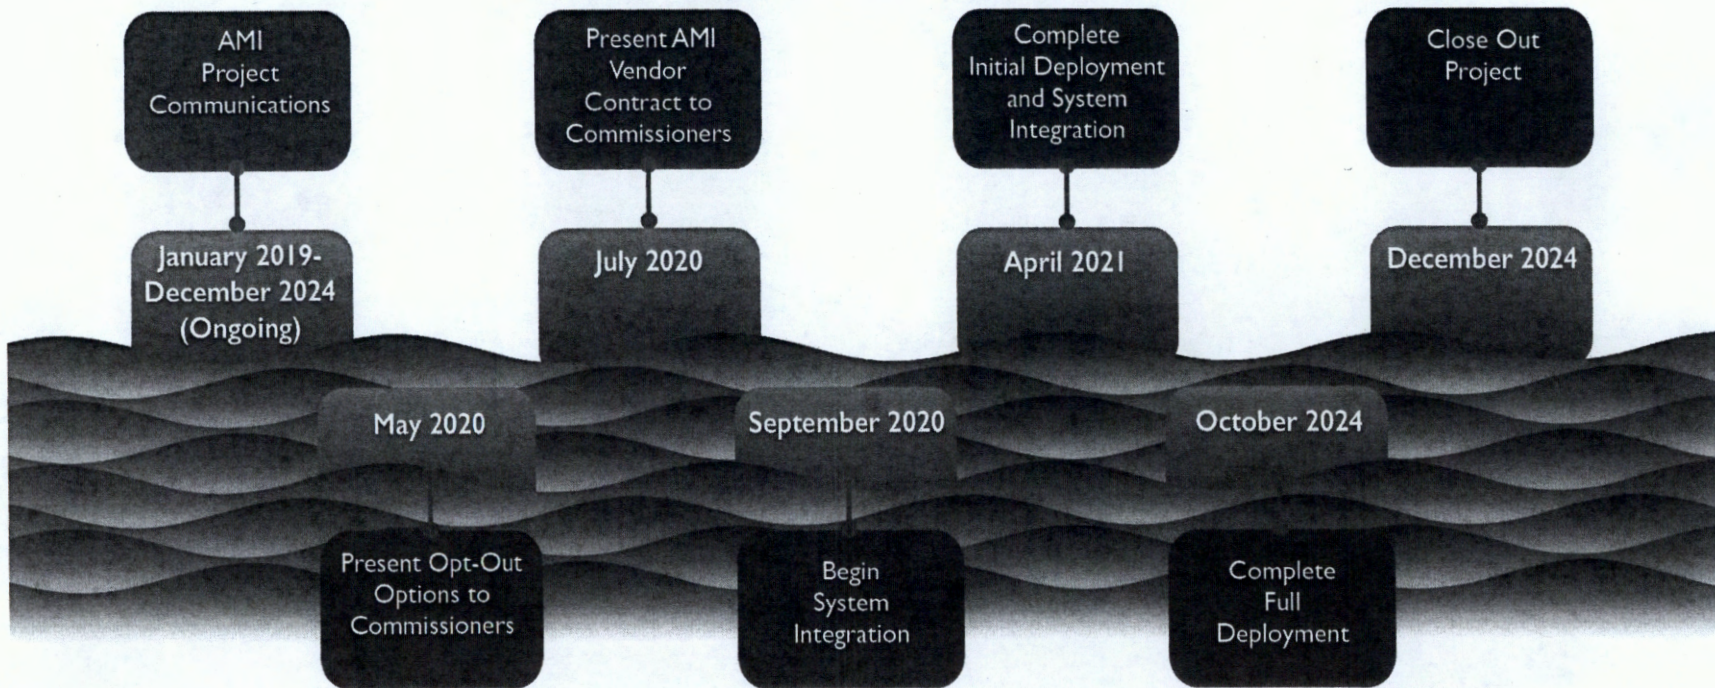 AMI
Project
Communications
January 2019-
December 2024
(Ongoing)
May 2020
Present Opt-Out
Options to
Commissioners
Present AMI
Vendor
Contract to
Commissioners
July 2020
September 2020
Begin
System
Integration
Complete
Initial Deployment
and System
Integration
April 2021
October 2024
Complete
Full
Deployment
Close Out
Project
December 2024